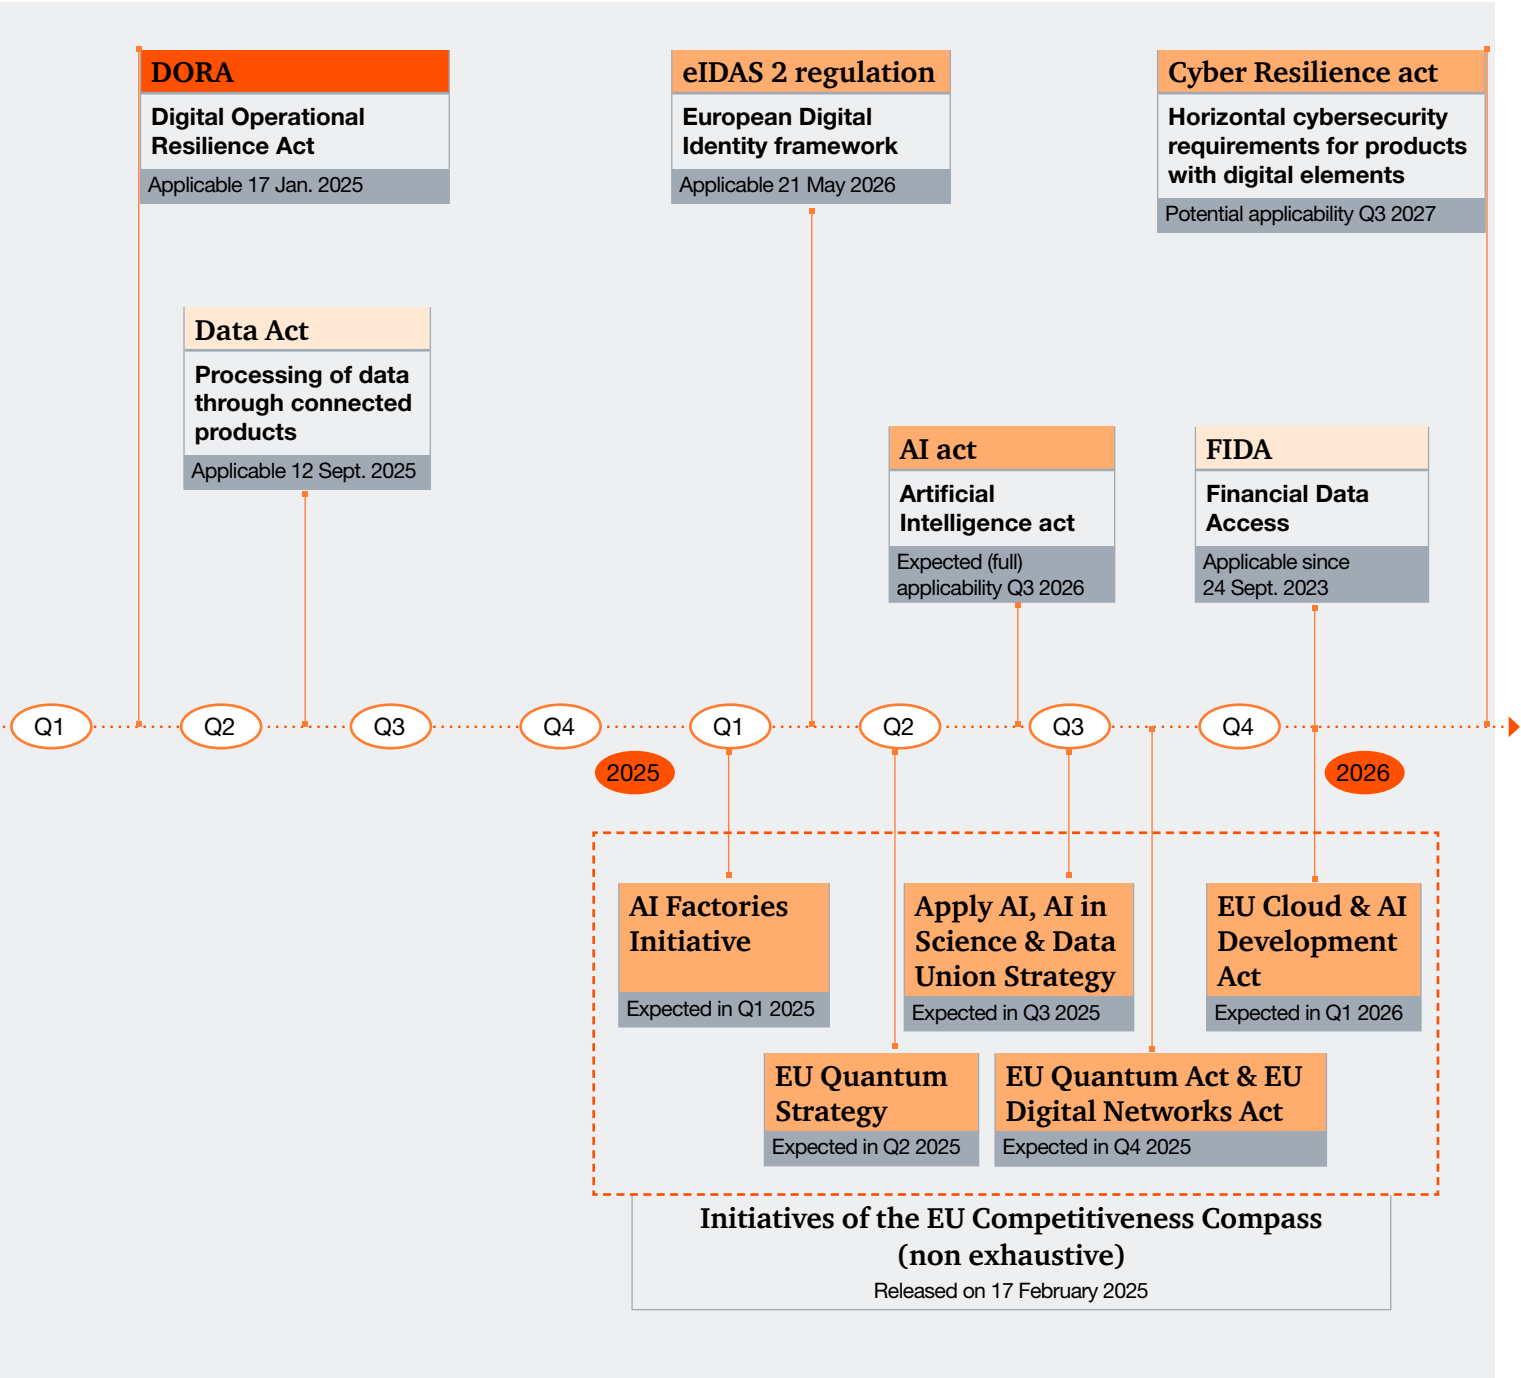 DORA
Digital Operational
Resilience Act
Applicable 17 Jan. 2025
eIDAS 2 regulation
European Digital
Identity framework
Applicable 21 May 2026
Cyber Resilience act
Horizontal cybersecurity
requirements for products
with digital elements
Potential applicability Q3 2027
Data Act
Processing of data
through connected
products
Applicable 12 Sept. 2025
AI act
Artificial
Intelligence act
Expected (full)
applicability Q3 2026
FIDA
Financial Data
Access
Applicable since
24 Sept. 2023
Q1
Q2
Q3
Q4
Q1
Q2
Q3
Q4
2025
2026
AI Factories
Initiative
Expected in Q1 2025
Apply AI, AI in
Science & Data
Union Strategy
Expected in Q3 2025
EU Cloud & AI
Development
Act
Expected in Q1 2026
EU Quantum
Strategy
Expected in Q2 2025
EU Quantum Act & EU
Digital Networks Act
Expected in Q4 2025
Initiatives of the EU Competitiveness Compass
(non exhaustive)
Released on 17 February 2025